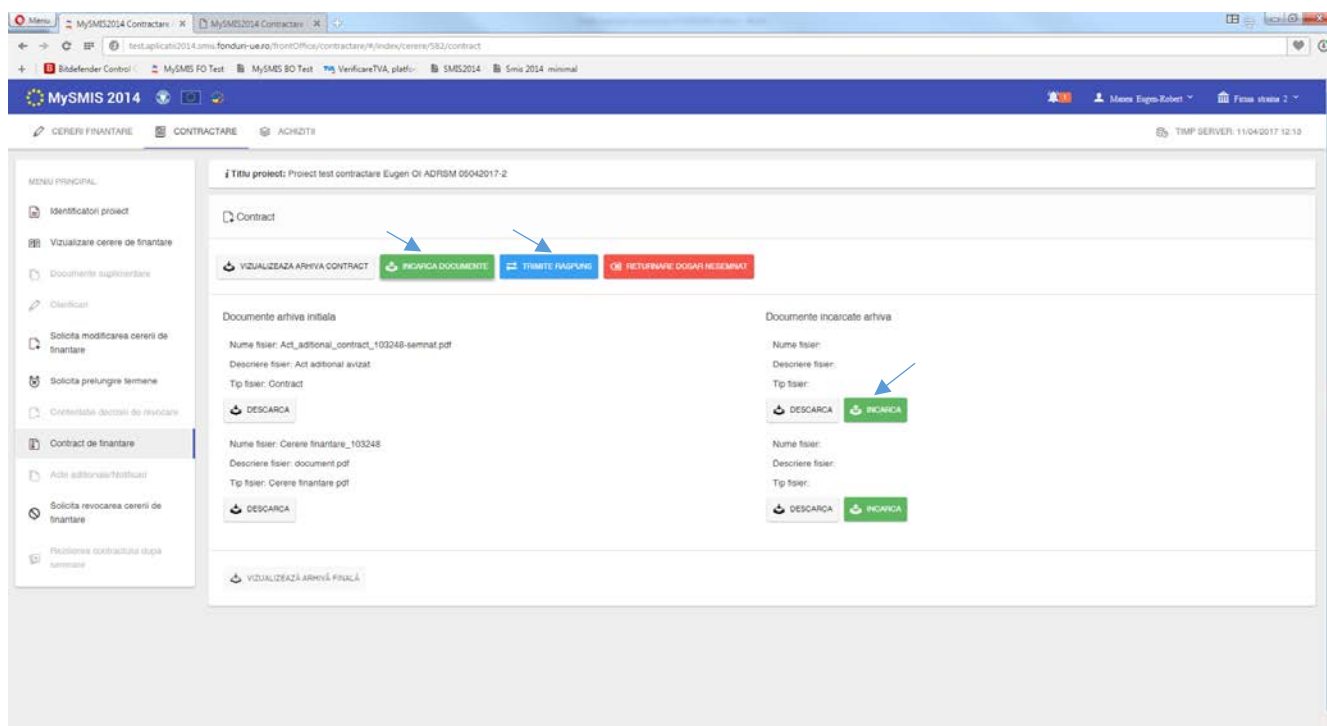 Menu
MySMIS2014 Contractare
MySMIS2014 Contractare
test.aplicatii2014.smis.fonduri-ue.ro/frontOffice/contractare/#/index/cerere/582/contract
Bitdefender Control
MySMIS FO Test
MySMIS BO Test
VerificareTVA, platfo
SMIS2014
Smis 2014 minimal
MySMIS 2014
Manea Eugen-Robert
Firma straina 2
CERERI FINANTARE
CONTRACTARE
ACHIZITII
TIMP SERVER: 11/04/2017 12:13
MENIU PRINCIPAL
Identificatori proiect
Vizualizare cerere de finantare
Documente suplimentare
Clarificari
Solicita modificarea cererii de
finantare
Solicita prelungire termene
Contestatie decizii de revocare
Contract de finantare
Acte aditionale/Notificari
Solicita revocarea cererii de
finantare
Rezilierea contractului după
semnare
i Titlu proiect: Proiect test contractare Eugen OI ADRSM 05042017-2
Contract
VIZUALIZEAZA ARHIVA CONTRACT
INCARCA DOCUMENTE
TRIMITE RASPUNS
RETURNARE DOSAR NESEMNAT
Documente arhiva initiala
Nume fisier: Act_aditional_contract_103248-semnat.pdf
Descriere fisier: Act aditional avizat
Tip fisier: Contract
DESCARCA
Nume fisier: Cerere finantare_103248
Descriere fisier: document pdf
Tip fisier: Cerere finantare pdf
DESCARCA
Documente incarcate arhiva
Nume fisier:
Descriere fisier:
Tip fisier:
DESCARCA
INCARCA
Nume fisier:
Descriere fisier:
Tip fisier:
DESCARCA
INCARCA
VIZUALIZEAZĂ ARHIVĂ FINALĂ